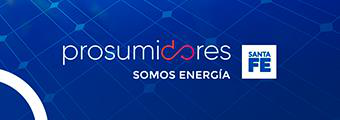 prosumidores
SOMOS ENERGÍA
SANTA
FE